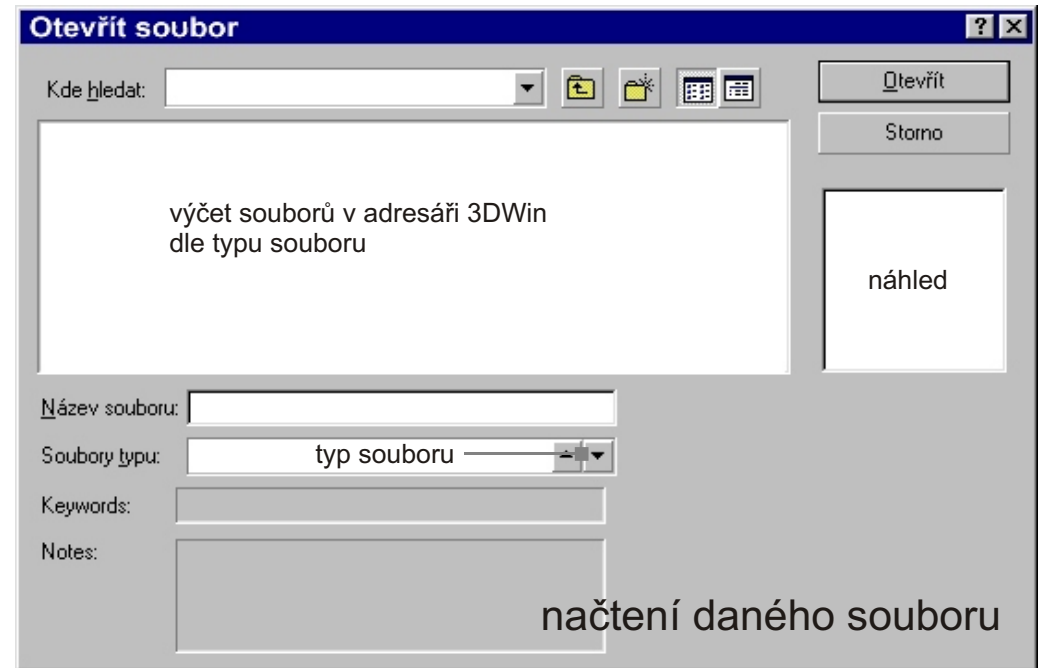 Otevřít soubor
Kde hledat:
Otevřít
Storno
výčet souborů v adresáři 3DWin
dle typu souboru
náhled
Název souboru:
Soubory typu:
typ souboru
Keywords:
Notes:
načtení daného souboru